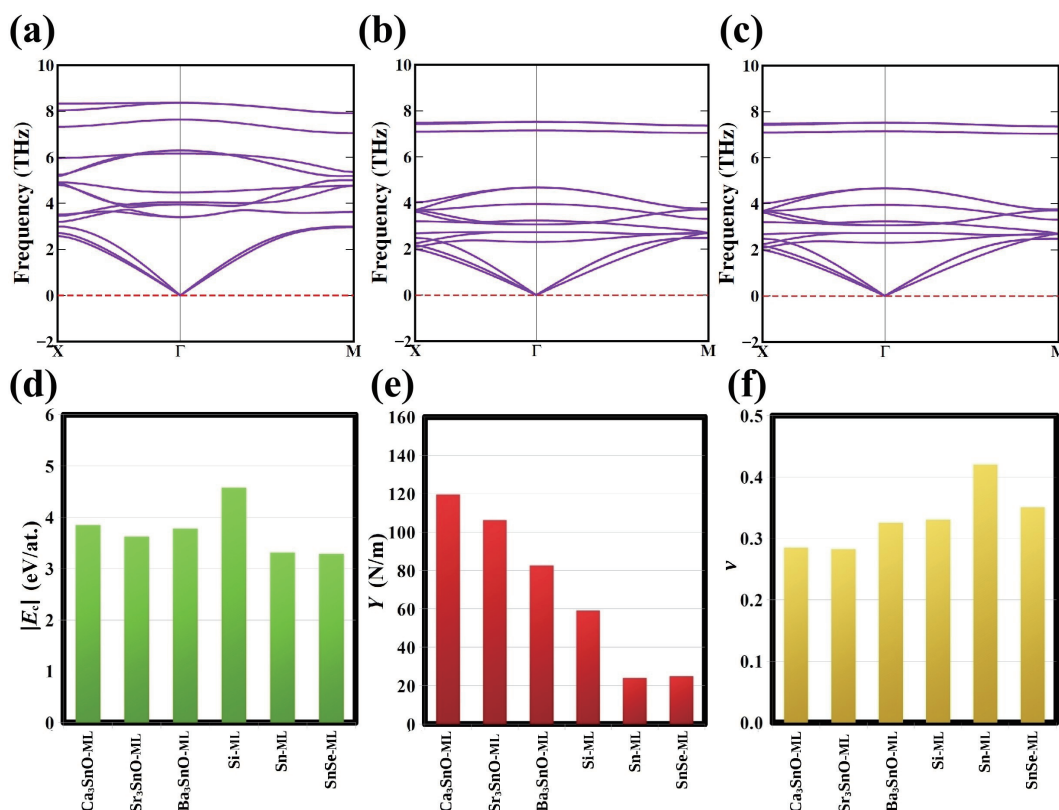 (a)
(b)
(c)
Frequency (THz)
10
8
6
4
2
0
−2
X
Γ
M
Frequency (THz)
10
8
6
4
2
0
−2
X
Γ
M
Frequency (THz)
10
8
6
4
2
0
−2
X
Γ
M
(d)
(e)
(f)
|E꜀| (eV/at.)
6
5
4
3
2
1
0
Ca₃SnO-ML
Sr₃SnO-ML
Ba₃SnO-ML
Si-ML
Sn-ML
SnSe-ML
Y (N/m)
160
140
120
100
80
60
40
20
0
Ca₃SnO-ML
Sr₃SnO-ML
Ba₃SnO-ML
Si-ML
Sn-ML
SnSe-ML
ν
0.5
0.4
0.3
0.2
0.1
0.0
Ca₃SnO-ML
Sr₃SnO-ML
Ba₃SnO-ML
Si-ML
Sn-ML
SnSe-ML